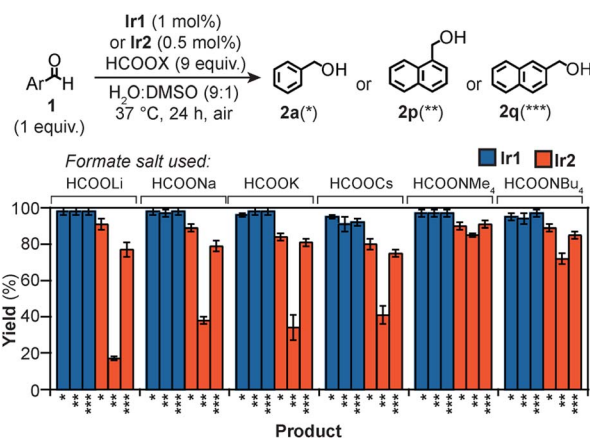 O
Ar H
1
(1 equiv.)
Ir1 (1 mol%)
or Ir2 (0.5 mol%)
HCOOX (9 equiv.)
H₂O:DMSO (9:1)
37 °C, 24 h, air
OH
2a(*)
or
OH
2p(**)
or
OH
2q(***)
Formate salt used:
Ir1 Ir2
HCOOLi HCOONa HCOOK HCOOCs HCOONMe₄ HCOONBu₄
Yield (%)
100
80
60
40
20
0
* ** *** * ** *** * ** *** * ** *** * ** *** * ** *** * ** *** * ** *** * ** *** * ** *** * ** *** * ** ***
Product